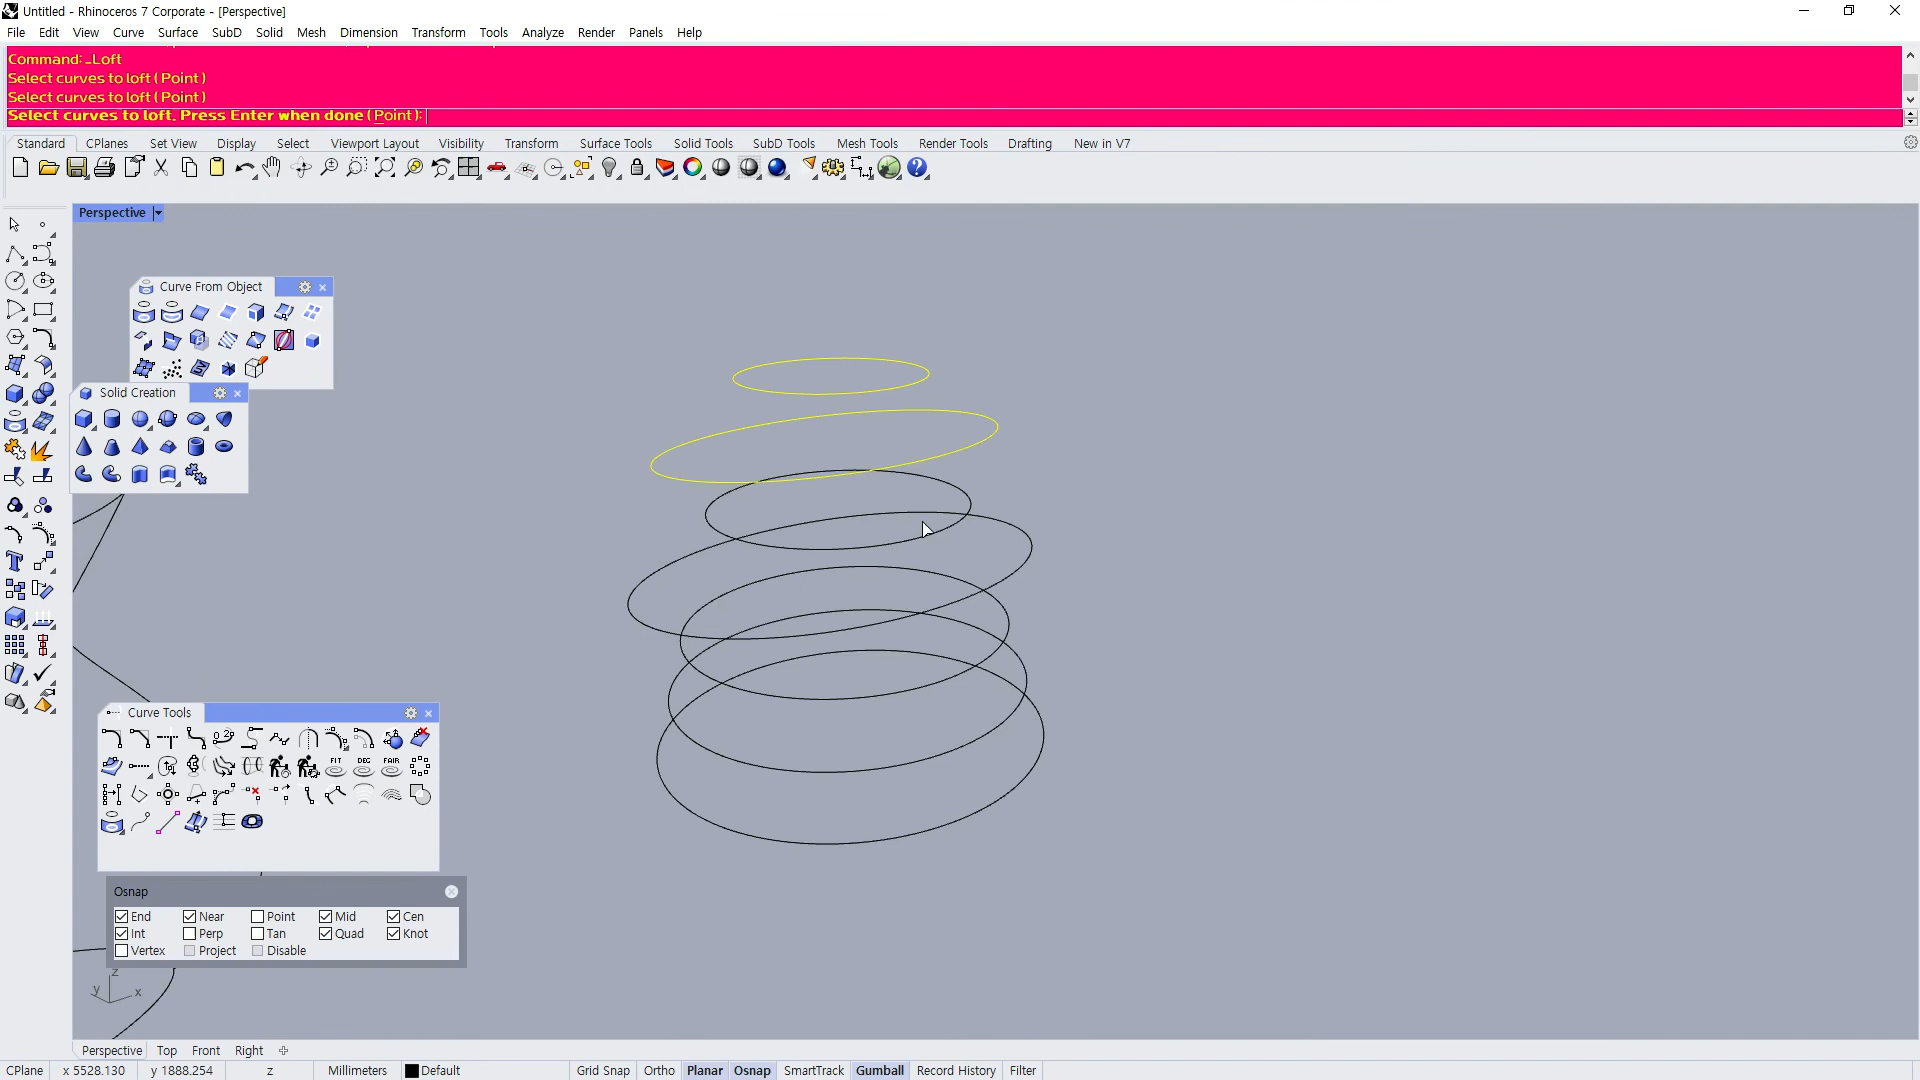 Untitled - Rhinoceros 7 Corporate - [Perspective]
File Edit View Curve Surface SubD Solid Mesh Dimension Transform Tools Analyze Render Panels Help
Command: _Loft
Select curves to loft ( Point )
Select curves to loft ( Point )
Select curves to loft. Press Enter when done ( Point ):
Standard CPlanes Set View Display Select Viewport Layout Visibility Transform Surface Tools Solid Tools SubD Tools Mesh Tools Render Tools Drafting New in V7
Perspective
Curve From Object
Solid Creation
Curve Tools
FIT DEG FAIR
Osnap
End Near Point Mid Cen
Int Perp Tan Quad Knot
Vertex Project Disable
z
y x
Perspective Top Front Right
CPlane x 5528.130 y 1888.254 z Millimeters Default Grid Snap Ortho Planar Osnap SmartTrack Gumball Record History Filter